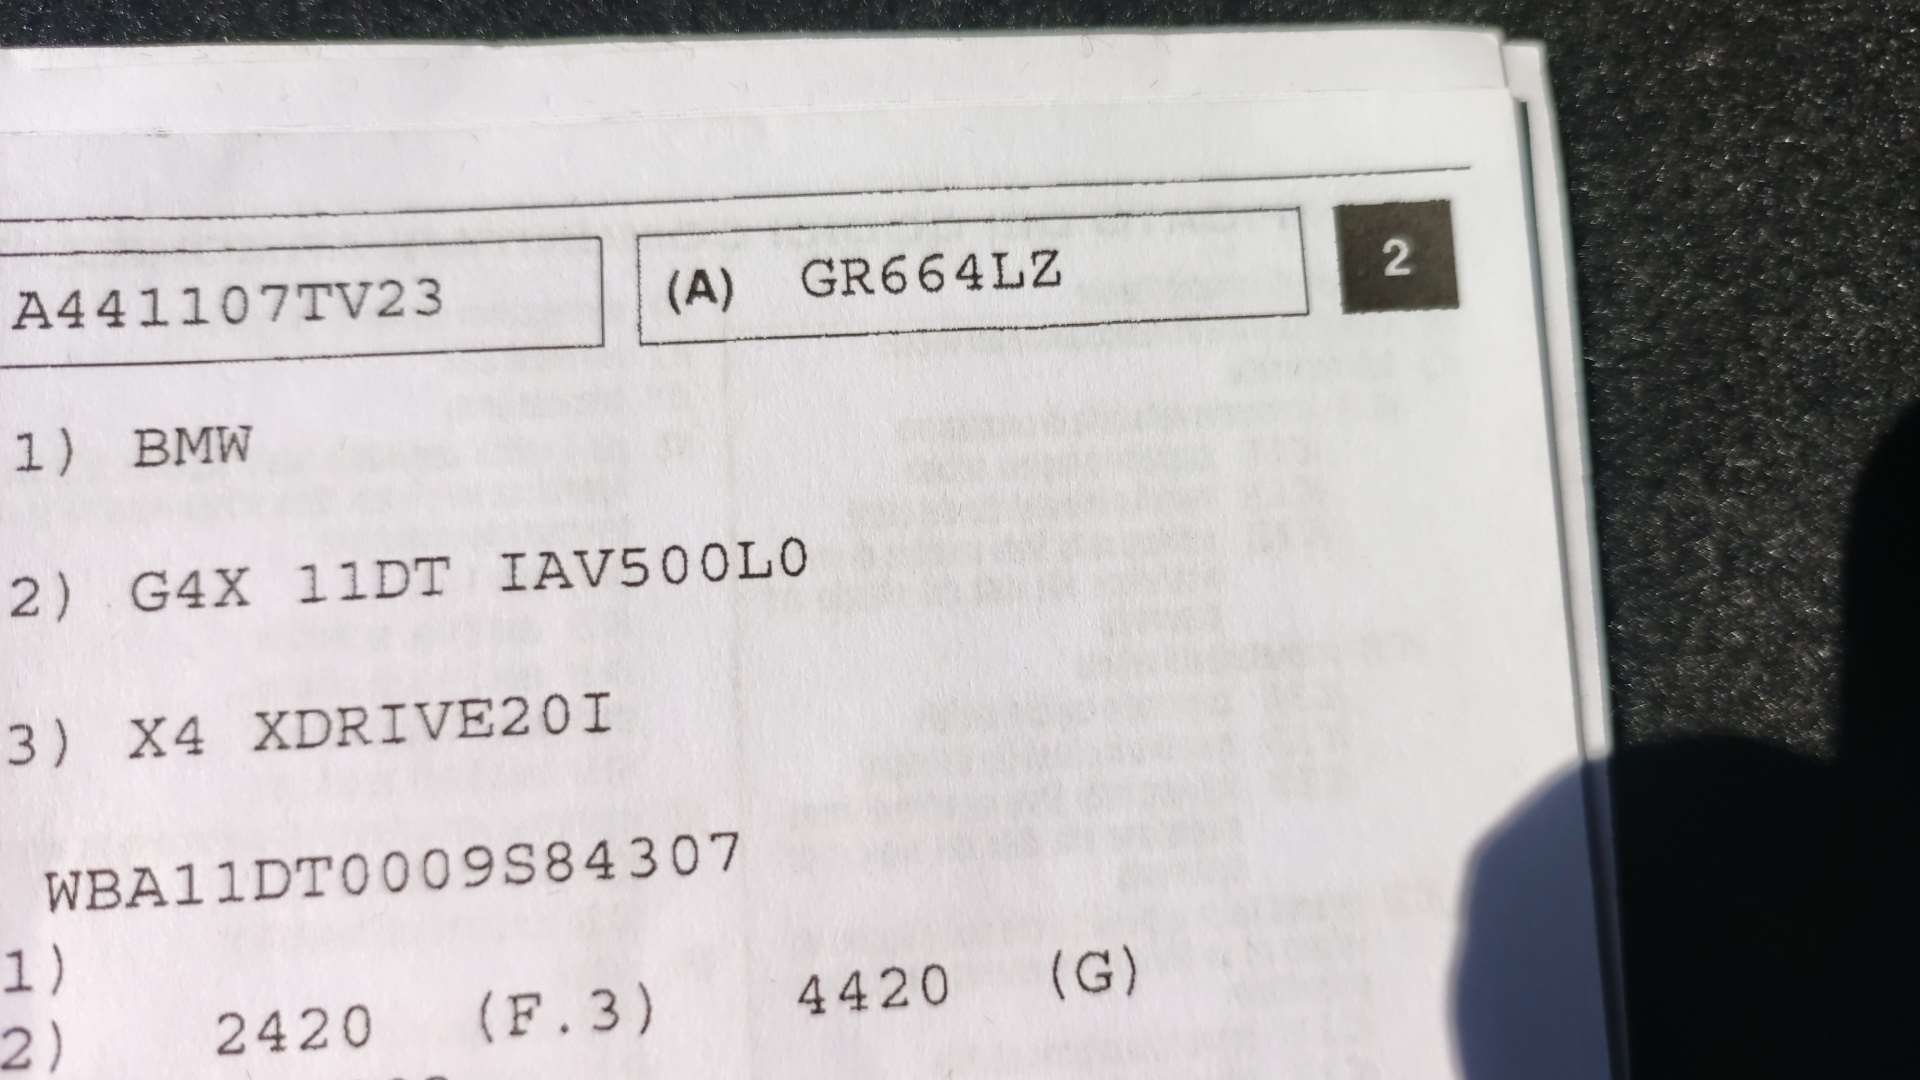 A441107TV23 (A) GR664LZ 2
1) BMW
2) G4X 11DT IAV500L0
3) X4 XDRIVE20I
WBA11DT0009S84307
1)
2420 (F.3) 4420 (G)
2)